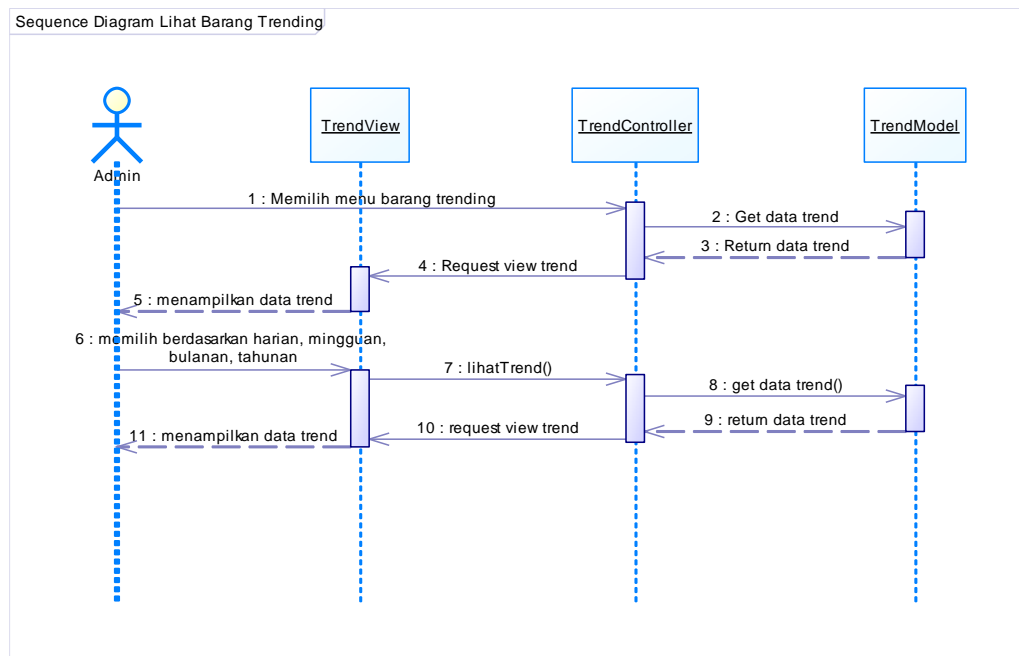 Sequence Diagram Lihat Barang Trending
TrendView
TrendController
TrendModel
Admin
1 : Memilih menu barang trending
2 : Get data trend
3 : Return data trend
4 : Request view trend
5 : menampilkan data trend
6 : memilih berdasarkan harian, mingguan,
bulanan, tahunan
7 : lihatTrend()
8 : get data trend()
9 : return data trend
10 : request view trend
11 : menampilkan data trend